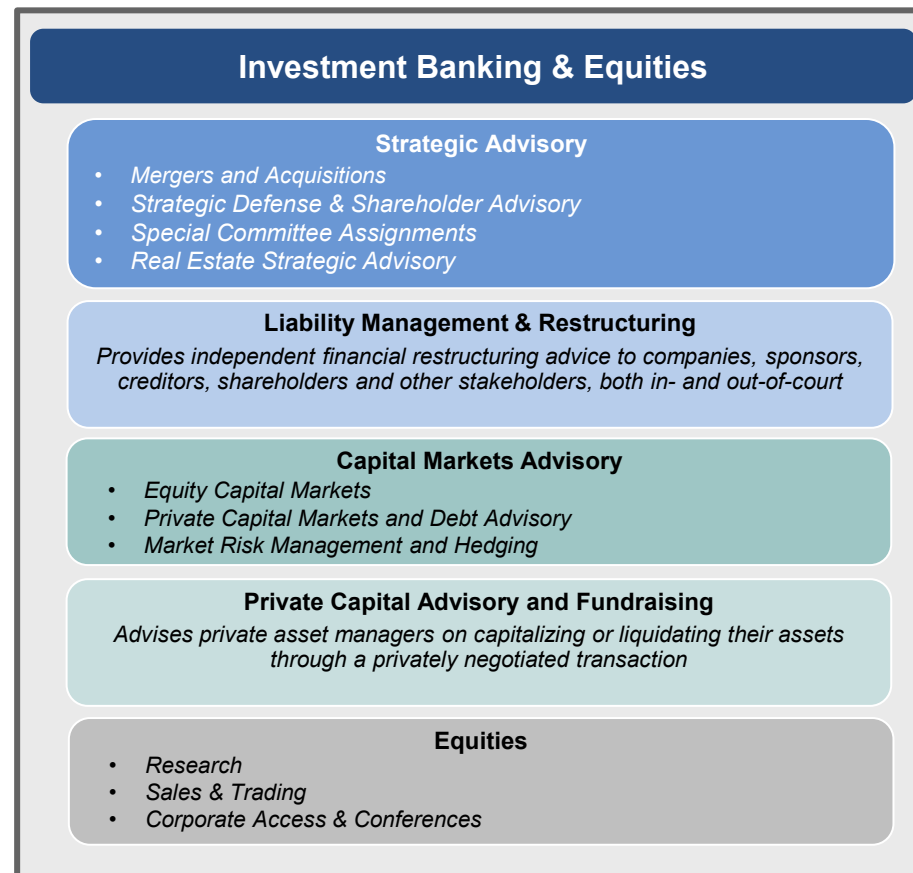 Investment Banking & Equities
Strategic Advisory
• Mergers and Acquisitions
• Strategic Defense & Shareholder Advisory
• Special Committee Assignments
• Real Estate Strategic Advisory
Liability Management & Restructuring
Provides independent financial restructuring advice to companies, sponsors,
creditors, shareholders and other stakeholders, both in- and out-of-court
Capital Markets Advisory
• Equity Capital Markets
• Private Capital Markets and Debt Advisory
• Market Risk Management and Hedging
Private Capital Advisory and Fundraising
Advises private asset managers on capitalizing or liquidating their assets
through a privately negotiated transaction
Equities
• Research
• Sales & Trading
• Corporate Access & Conferences